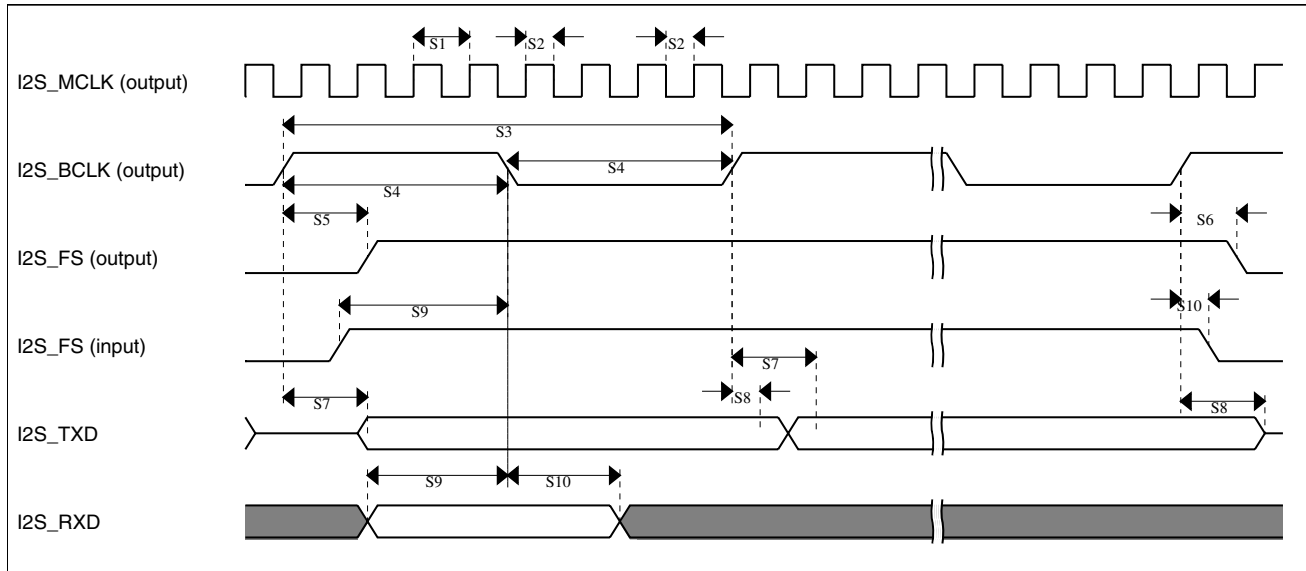 S1 S2 S2
I2S_MCLK (output)
S3
I2S_BCLK (output) S4
S4
S5 S6
I2S_FS (output)
S9 S10
I2S_FS (input)
S7
S7 S8 S8
I2S_TXD
S9 S10
I2S_RXD